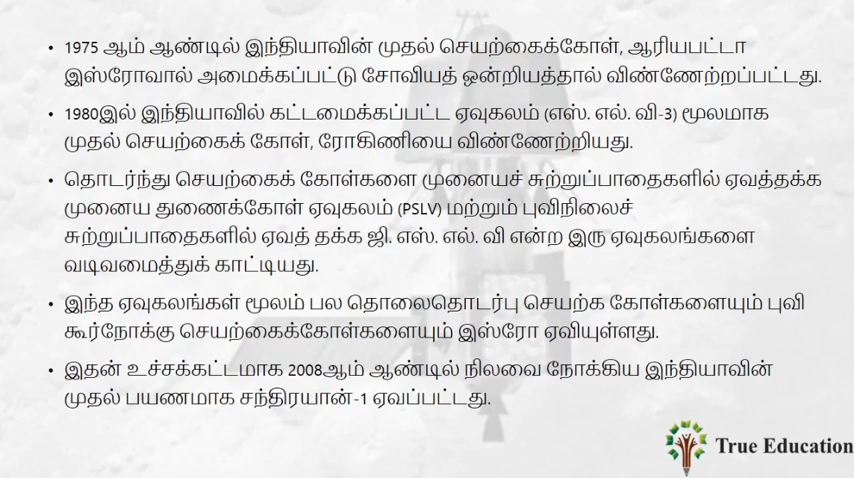 • 1975 ஆம் ஆண்டில் இந்தியாவின் முதல் செயற்கைக்கோள், ஆரியபட்டா
இஸ்ரோவால் அமைக்கப்பட்டு சோவியத் ஒன்றியத்தால் விண்ணேற்றப்பட்டது.
• 1980இல் இந்தியாவில் கட்டமைக்கப்பட்ட ஏவுகலம் (எஸ். எல். வி-3) மூலமாக
முதல் செயற்கைக் கோள், ரோகிணியை விண்ணேற்றியது.
• தொடர்ந்து செயற்கைக் கோள்களை முனையச் சுற்றுப்பாதைகளில் ஏவத்தக்க
முனைய துணைக்கோள் ஏவுகலம் (PSLV) மற்றும் புவிநிலைச்
சுற்றுப்பாதைகளில் ஏவத் தக்க ஜி. எஸ். எல். வி என்ற இரு ஏவுகலங்களை
வடிவமைத்துக் காட்டியது.
• இந்த ஏவுகலங்கள் மூலம் பல தொலைதொடர்பு செயற்க கோள்களையும் புவி
கூர்நோக்கு செயற்கைக்கோள்களையும் இஸ்ரோ ஏவியுள்ளது.
• இதன் உச்சக்கட்டமாக 2008ஆம் ஆண்டில் நிலவை நோக்கிய இந்தியாவின்
முதல் பயணமாக சந்திரயான்-1 ஏவப்பட்டது.
True Education